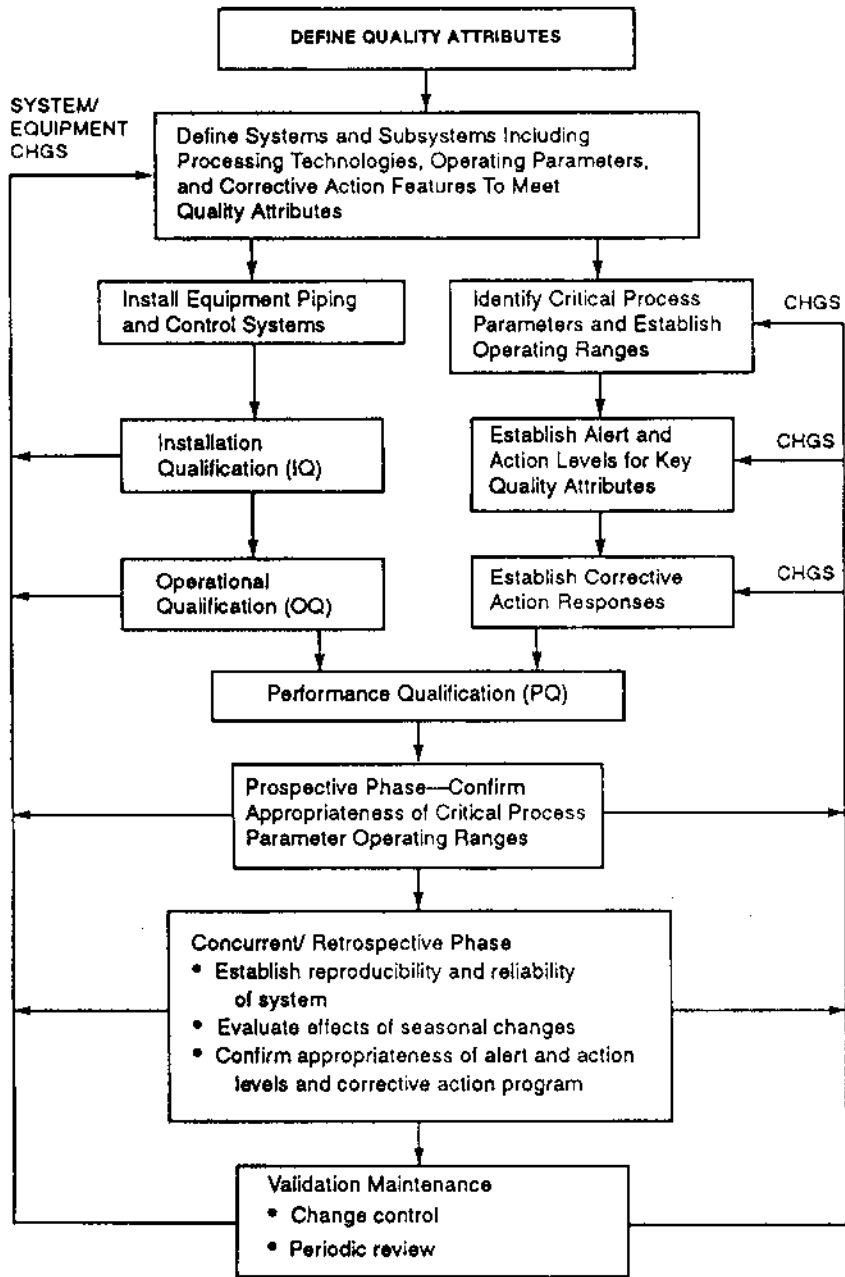 DEFINE QUALITY ATTRIBUTES
SYSTEM/
EQUIPMENT
CHGS
Define Systems and Subsystems Including
Processing Technologies, Operating Parameters,
and Corrective Action Features To Meet
Quality Attributes
Install Equipment Piping
and Control Systems
Identify Critical Process
Parameters and Establish
Operating Ranges
CHGS
Installation
Qualification (IQ)
Establish Alert and
Action Levels for Key
Quality Attributes
CHGS
Operational
Qualification (OQ)
Establish Corrective
Action Responses
CHGS
Performance Qualification (PQ)
Prospective Phase—Confirm
Appropriateness of Critical Process
Parameter Operating Ranges
Concurrent/ Retrospective Phase
• Establish reproducibility and reliability
of system
• Evaluate effects of seasonal changes
• Confirm appropriateness of alert and action
levels and corrective action program
Validation Maintenance
• Change control
• Periodic review